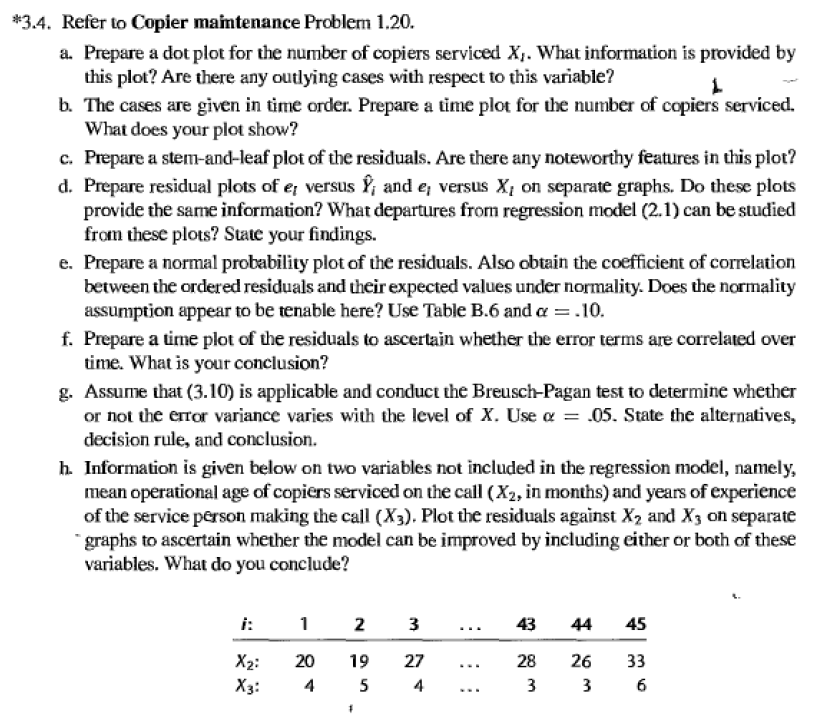 *3.4. Refer to Copier maintenance Problem 1.20.
a. Prepare a dot plot for the number of copiers serviced Xᵢ. What information is provided by
this plot? Are there any outlying cases with respect to this variable?
b. The cases are given in time order. Prepare a time plot for the number of copiers serviced.
What does your plot show?
c. Prepare a stem-and-leaf plot of the residuals. Are there any noteworthy features in this plot?
d. Prepare residual plots of eᵢ versus Ŷᵢ and eᵢ versus Xᵢ on separate graphs. Do these plots
provide the same information? What departures from regression model (2.1) can be studied
from these plots? State your findings.
e. Prepare a normal probability plot of the residuals. Also obtain the coefficient of correlation
between the ordered residuals and their expected values under normality. Does the normality
assumption appear to be tenable here? Use Table B.6 and α = .10.
f. Prepare a time plot of the residuals to ascertain whether the error terms are correlated over
time. What is your conclusion?
g. Assume that (3.10) is applicable and conduct the Breusch-Pagan test to determine whether
or not the error variance varies with the level of X. Use α = .05. State the alternatives,
decision rule, and conclusion.
h. Information is given below on two variables not included in the regression model, namely,
mean operational age of copiers serviced on the call (X₂, in months) and years of experience
of the service person making the call (X₃). Plot the residuals against X₂ and X₃ on separate
graphs to ascertain whether the model can be improved by including either or both of these
variables. What do you conclude?
i: 1 2 3 ... 43 44 45
X₂: 20 19 27 ... 28 26 33
X₃: 4 5 4 ... 3 3 6